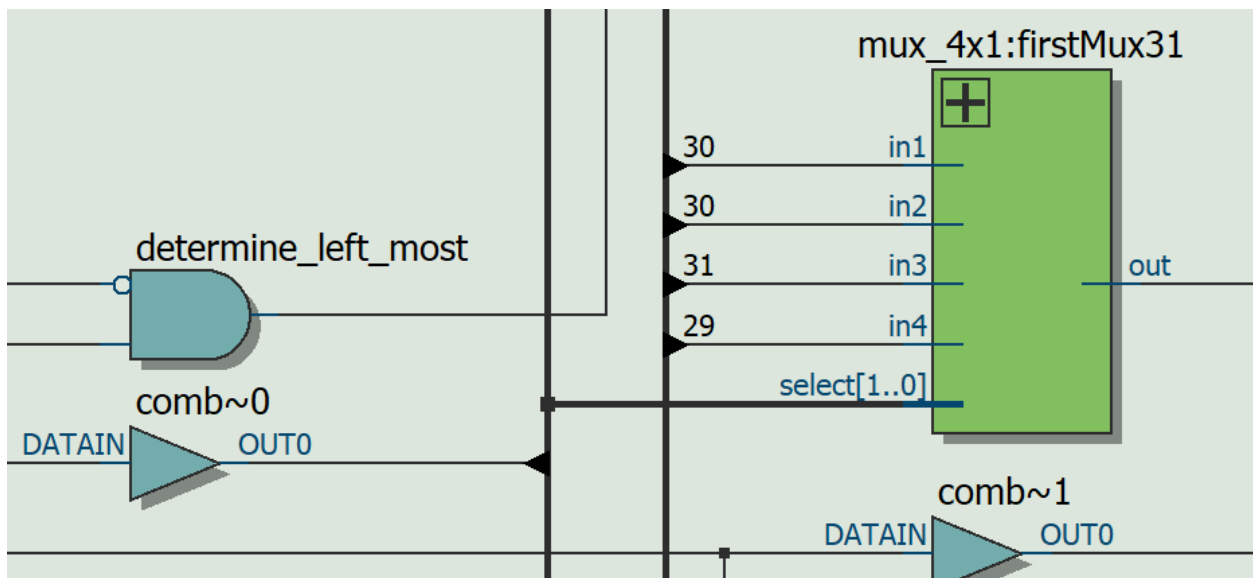 mux_4x1:firstMux31
30 in1
30 in2
determine_left_most
31 in3
out
29 in4
select[1..0]
comb~0
DATAIN OUT0
comb~1
DATAIN OUT0